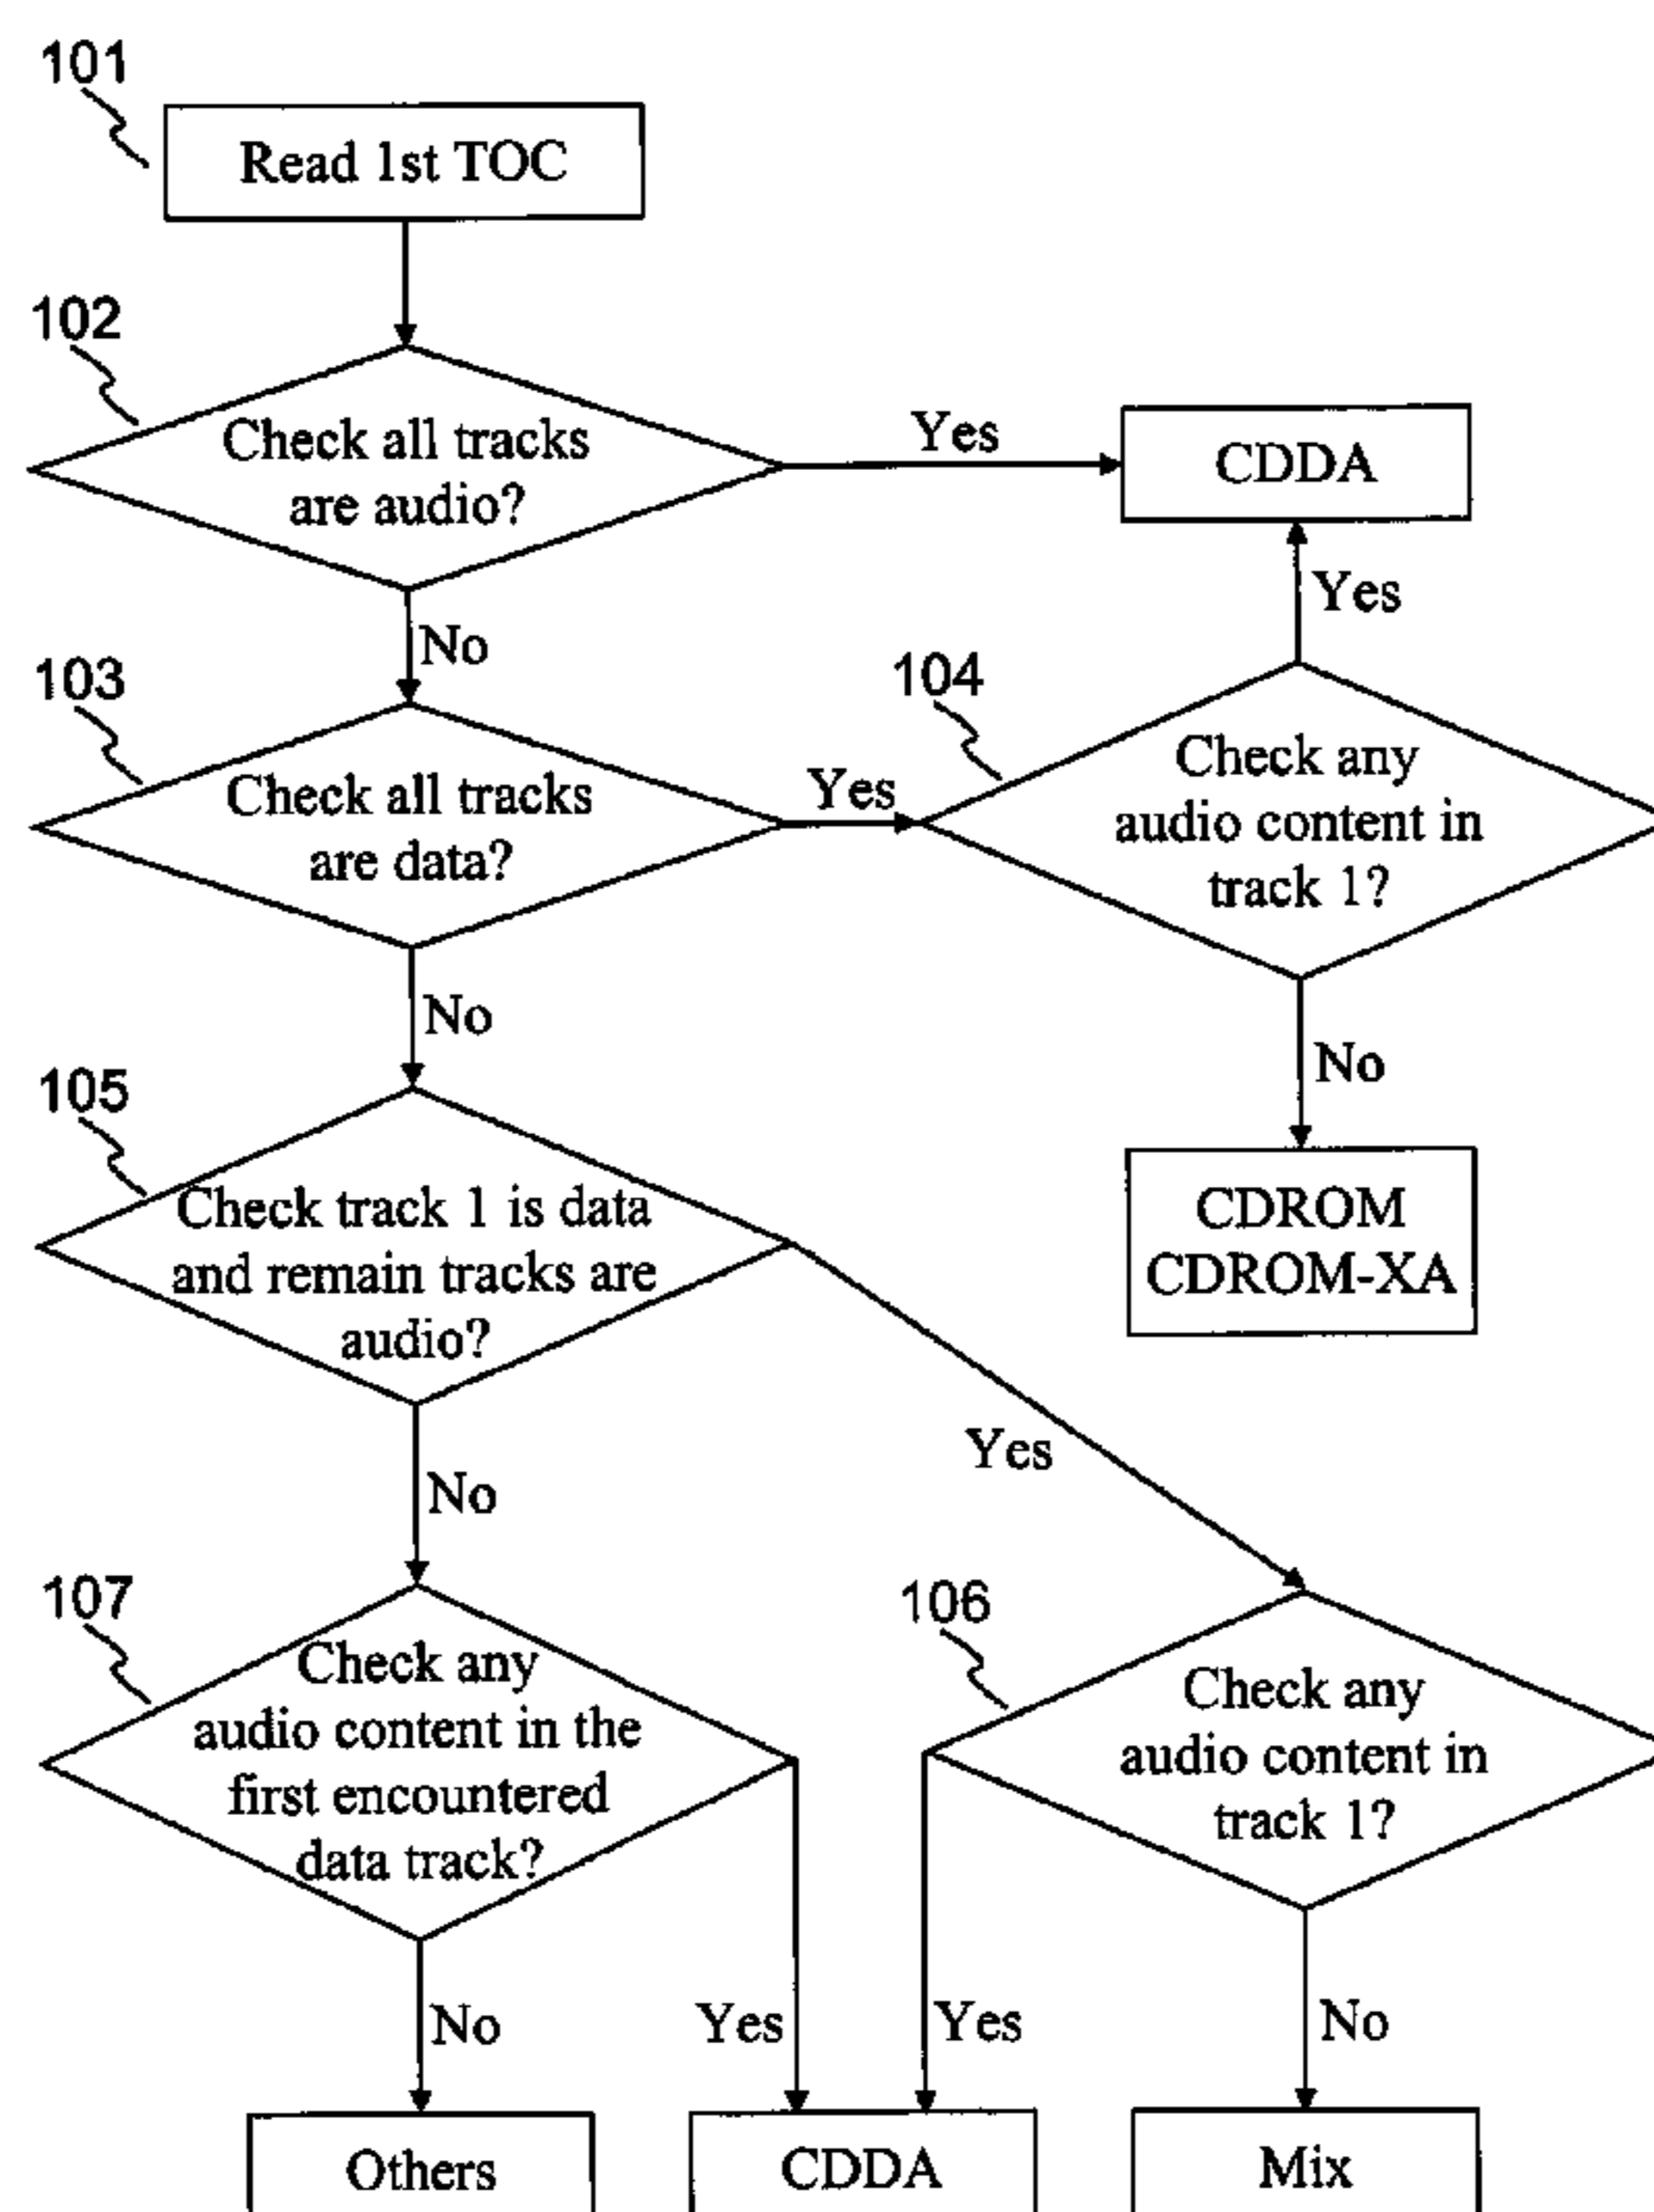 101
Read 1st TOC
102
Check all tracks
are audio?
Yes
CDDA
Yes
No
103
Check all tracks
are data?
Yes
104
Check any
audio content in
track 1?
No
No
CDROM
CDROM-XA
105
Check track 1 is data
and remain tracks are
audio?
Yes
No
107
Check any
audio content in the
first encountered
data track?
106
Check any
audio content in
track 1?
No
Yes
Yes
No
Others
CDDA
Mix